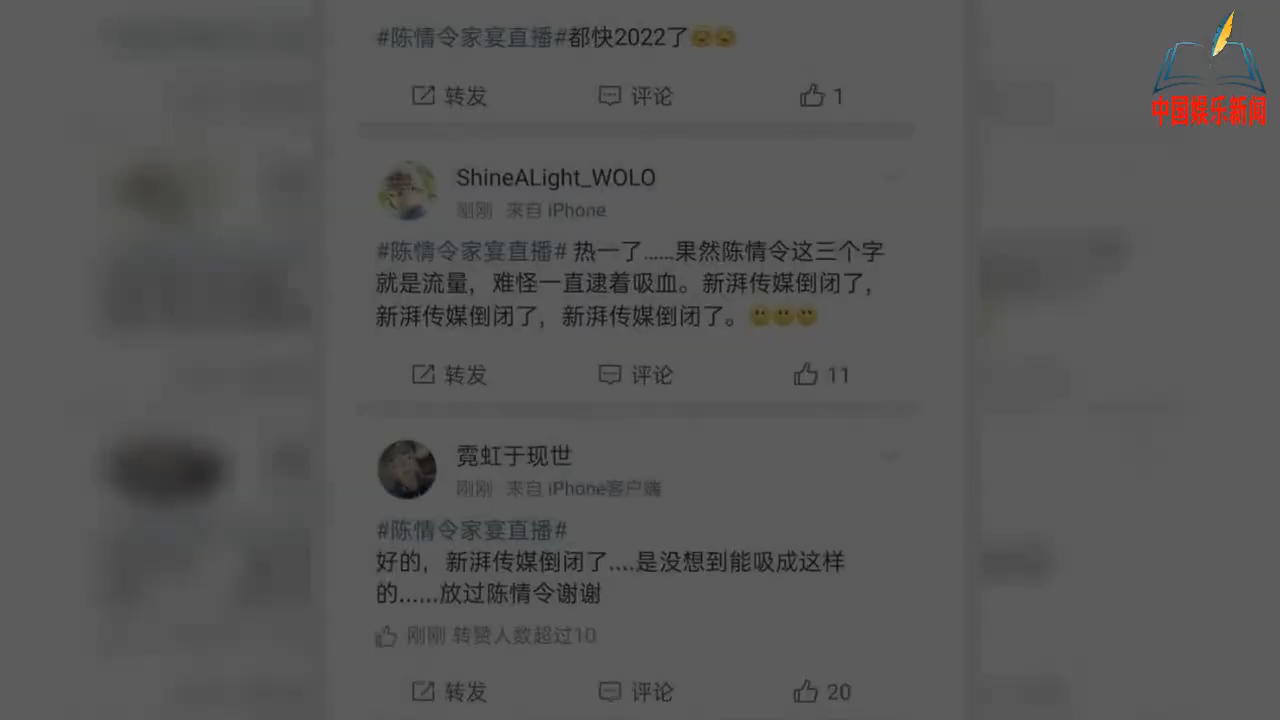 #陈情令家宴直播#都快2022了
转发 评论 1
中国娱乐新闻
ShineALight_WOLO
刚刚 来自 iPhone
#陈情令家宴直播# 热一了......果然陈情令这三个字
就是流量，难怪一直逮着吸血。新湃传媒倒闭了，
新湃传媒倒闭了，新湃传媒倒闭了。
转发 评论 11
霓虹于现世
刚刚 来自 iPhone客户端
#陈情令家宴直播#
好的，新湃传媒倒闭了....是没想到能吸成这样
的......放过陈情令谢谢
刚刚 转赞人数超过10
转发 评论 20